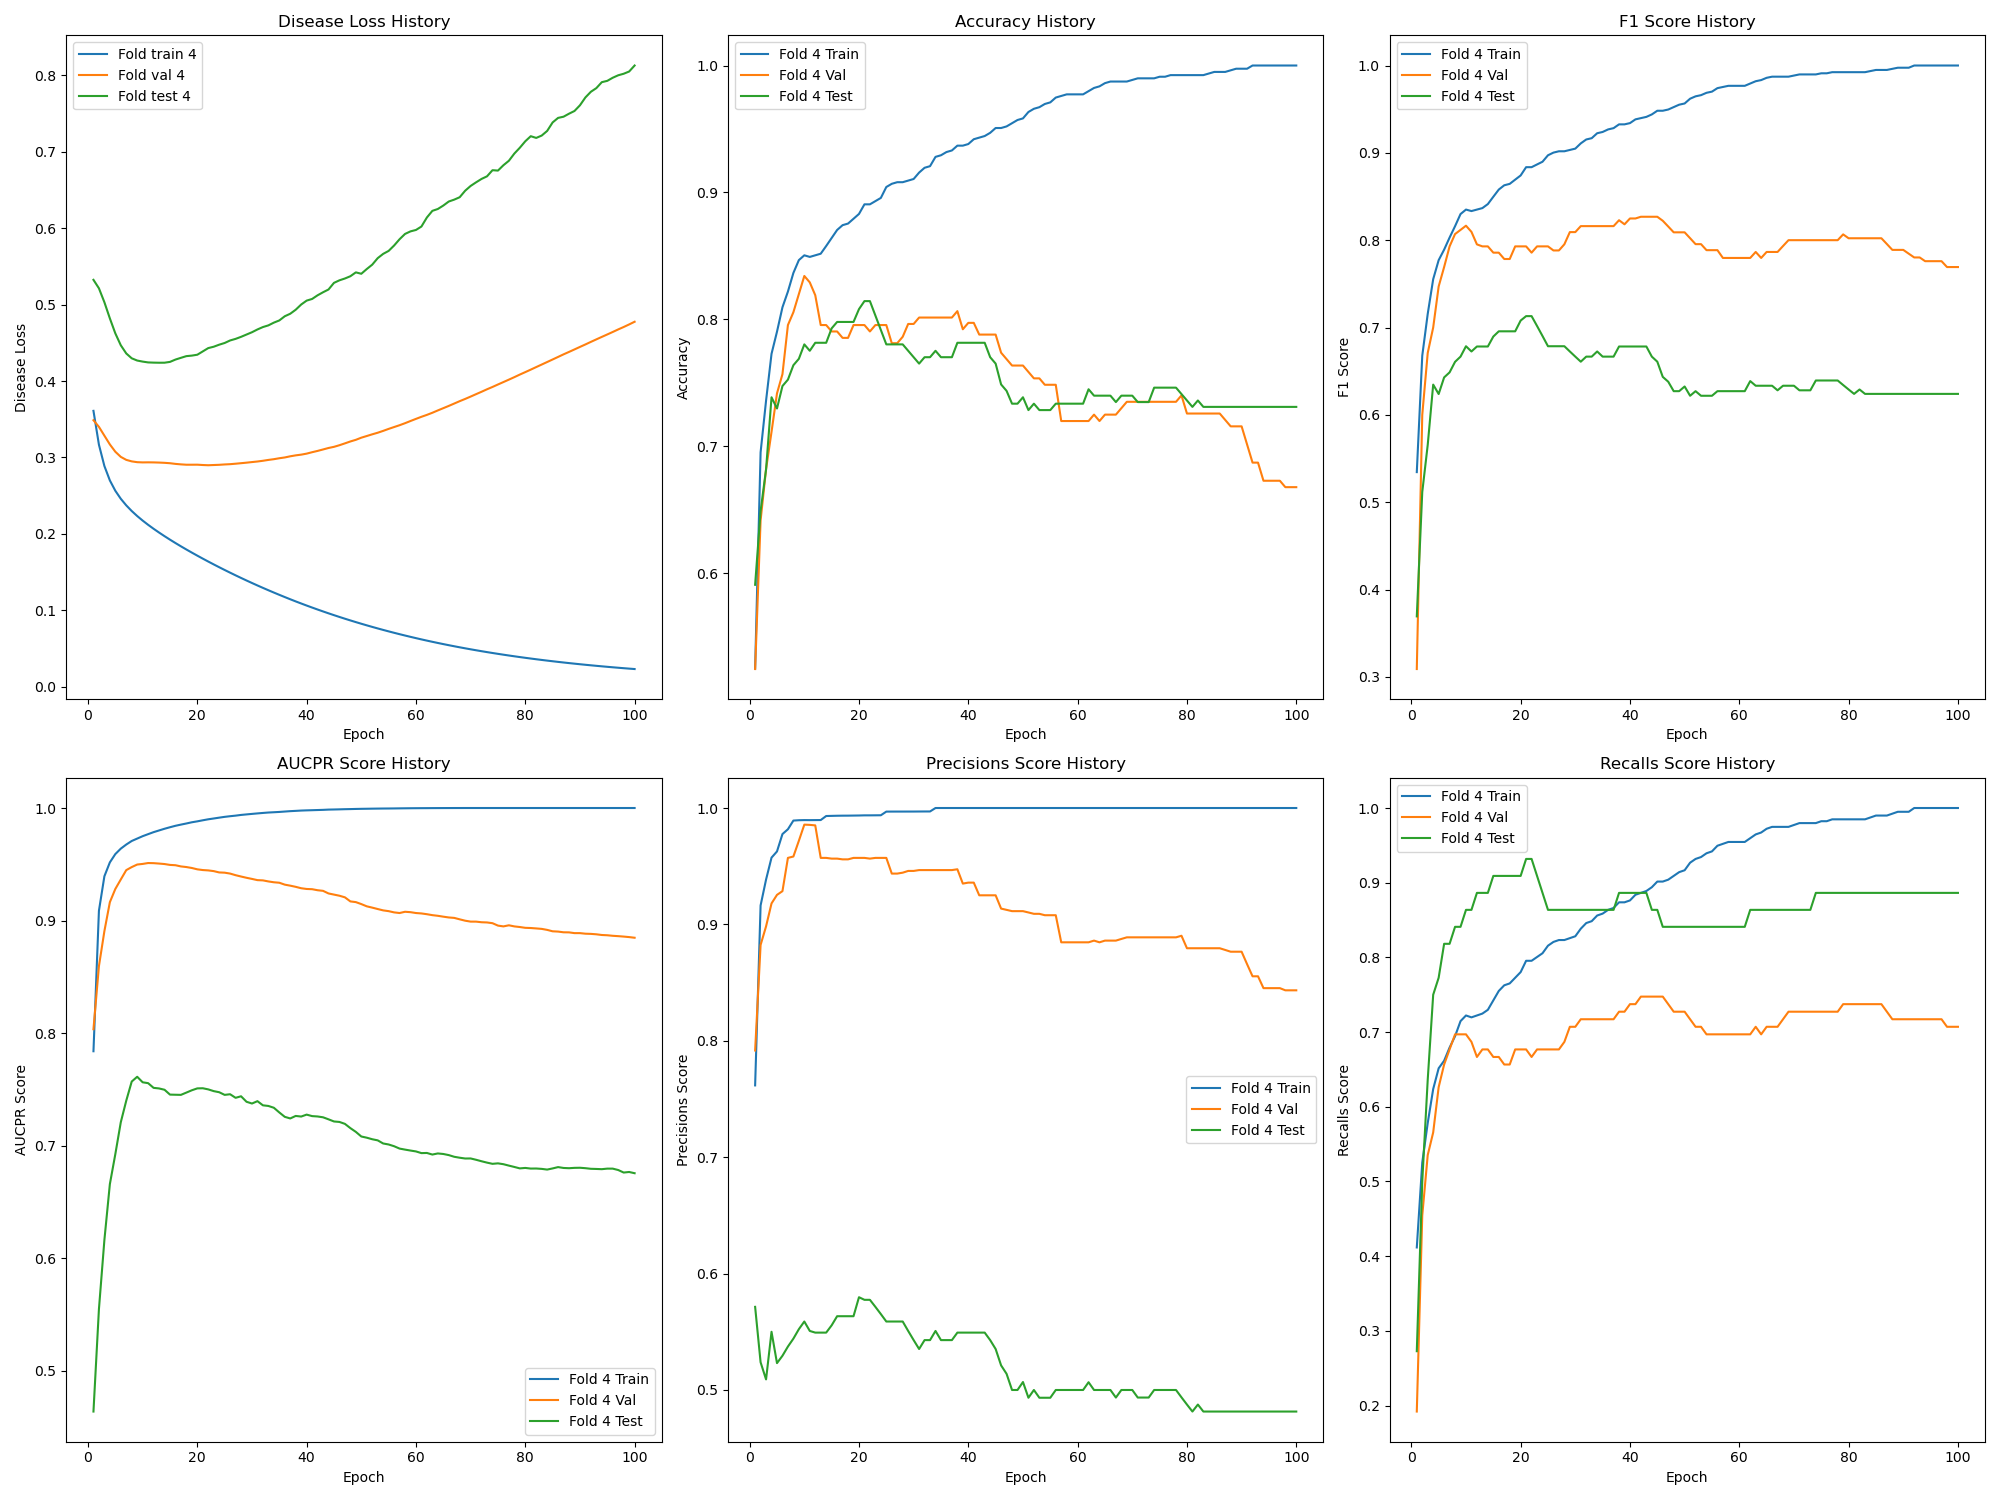 Disease Loss History
Fold train 4
Fold val 4
Fold test 4
0.8
0.7
0.6
0.5
0.4
0.3
0.2
0.1
0.0
Disease Loss
0 20 40 60 80 100
Epoch
Accuracy History
Fold 4 Train
Fold 4 Val
Fold 4 Test
1.0
0.9
0.8
0.7
0.6
Accuracy
0 20 40 60 80 100
Epoch
F1 Score History
Fold 4 Train
Fold 4 Val
Fold 4 Test
1.0
0.9
0.8
0.7
0.6
0.5
0.4
0.3
F1 Score
0 20 40 60 80 100
Epoch
AUCPR Score History
1.0
0.9
0.8
0.7
0.6
0.5
AUCPR Score
Fold 4 Train
Fold 4 Val
Fold 4 Test
0 20 40 60 80 100
Epoch
Precisions Score History
1.0
0.9
0.8
0.7
0.6
0.5
Precisions Score
Fold 4 Train
Fold 4 Val
Fold 4 Test
0 20 40 60 80 100
Epoch
Recalls Score History
Fold 4 Train
Fold 4 Val
Fold 4 Test
1.0
0.9
0.8
0.7
0.6
0.5
0.4
0.3
0.2
Recalls Score
0 20 40 60 80 100
Epoch